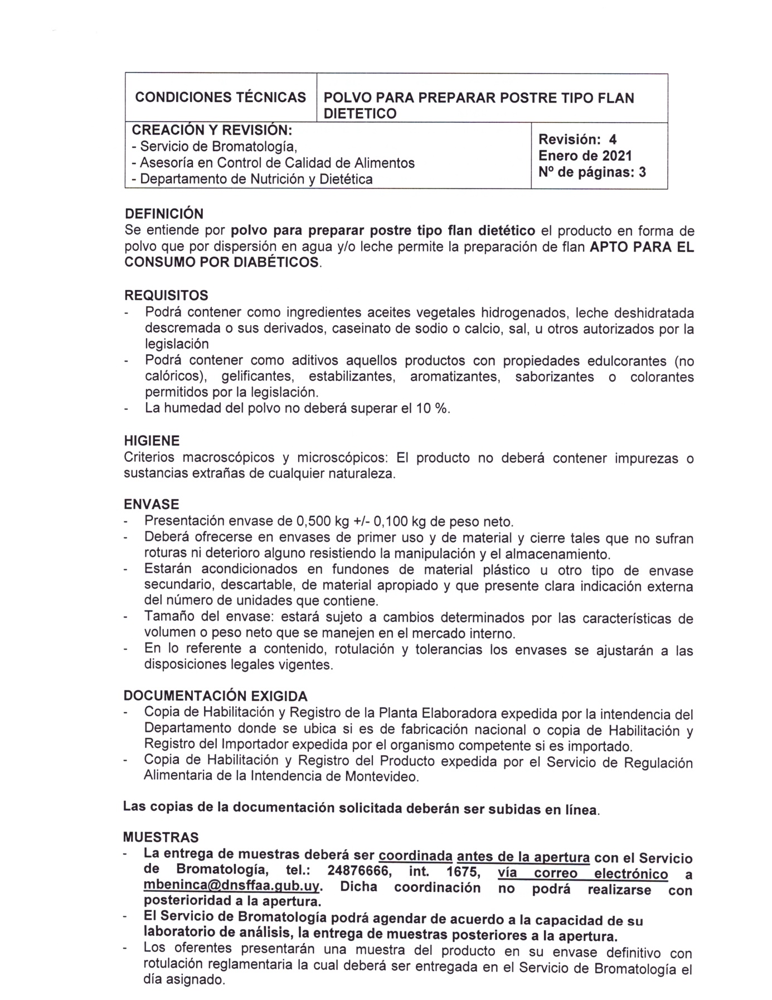 CONDICIONES TÉCNICAS
POLVO PARA PREPARAR POSTRE TIPO FLAN
DIETETICO
CREACIÓN Y REVISIÓN:
- Servicio de Bromatología,
- Asesoría en Control de Calidad de Alimentos
- Departamento de Nutrición y Dietética
Revisión: 4
Enero de 2021
Nº de páginas: 3
DEFINICIÓN
Se entiende por polvo para preparar postre tipo flan dietético el producto en forma de
polvo que por dispersión en agua y/o leche permite la preparación de flan APTO PARA EL
CONSUMO POR DIABÉTICOS.
REQUISITOS
- Podrá contener como ingredientes aceites vegetales hidrogenados, leche deshidratada
descremada o sus derivados, caseinato de sodio o calcio, sal, u otros autorizados por la
legislación
- Podrá contener como aditivos aquellos productos con propiedades edulcorantes (no
calóricos), gelificantes, estabilizantes, aromatizantes, saborizantes o colorantes
permitidos por la legislación.
- La humedad del polvo no deberá superar el 10 %.
HIGIENE
Criterios macroscópicos y microscópicos: El producto no deberá contener impurezas o
sustancias extrañas de cualquier naturaleza.
ENVASE
- Presentación envase de 0,500 kg +/- 0,100 kg de peso neto.
- Deberá ofrecerse en envases de primer uso y de material y cierre tales que no sufran
roturas ni deterioro alguno resistiendo la manipulación y el almacenamiento.
- Estarán acondicionados en fundones de material plástico u otro tipo de envase
secundario, descartable, de material apropiado y que presente clara indicación externa
del número de unidades que contiene.
- Tamaño del envase: estará sujeto a cambios determinados por las características de
volumen o peso neto que se manejen en el mercado interno.
- En lo referente a contenido, rotulación y tolerancias los envases se ajustarán a las
disposiciones legales vigentes.
DOCUMENTACIÓN EXIGIDA
- Copia de Habilitación y Registro de la Planta Elaboradora expedida por la intendencia del
Departamento donde se ubica si es de fabricación nacional o copia de Habilitación y
Registro del Importador expedida por el organismo competente si es importado.
- Copia de Habilitación y Registro del Producto expedida por el Servicio de Regulación
Alimentaria de la Intendencia de Montevideo.
Las copias de la documentación solicitada deberán ser subidas en línea.
MUESTRAS
- La entrega de muestras deberá ser coordinada antes de la apertura con el Servicio
de Bromatología, tel.: 24876666, int. 1675, vía correo electrónico a
mbeninca@dnsffaa.gub.uy. Dicha coordinación no podrá realizarse con
posterioridad a la apertura.
- El Servicio de Bromatología podrá agendar de acuerdo a la capacidad de su
laboratorio de análisis, la entrega de muestras posteriores a la apertura.
- Los oferentes presentarán una muestra del producto en su envase definitivo con
rotulación reglamentaria la cual deberá ser entregada en el Servicio de Bromatología el
día asignado.